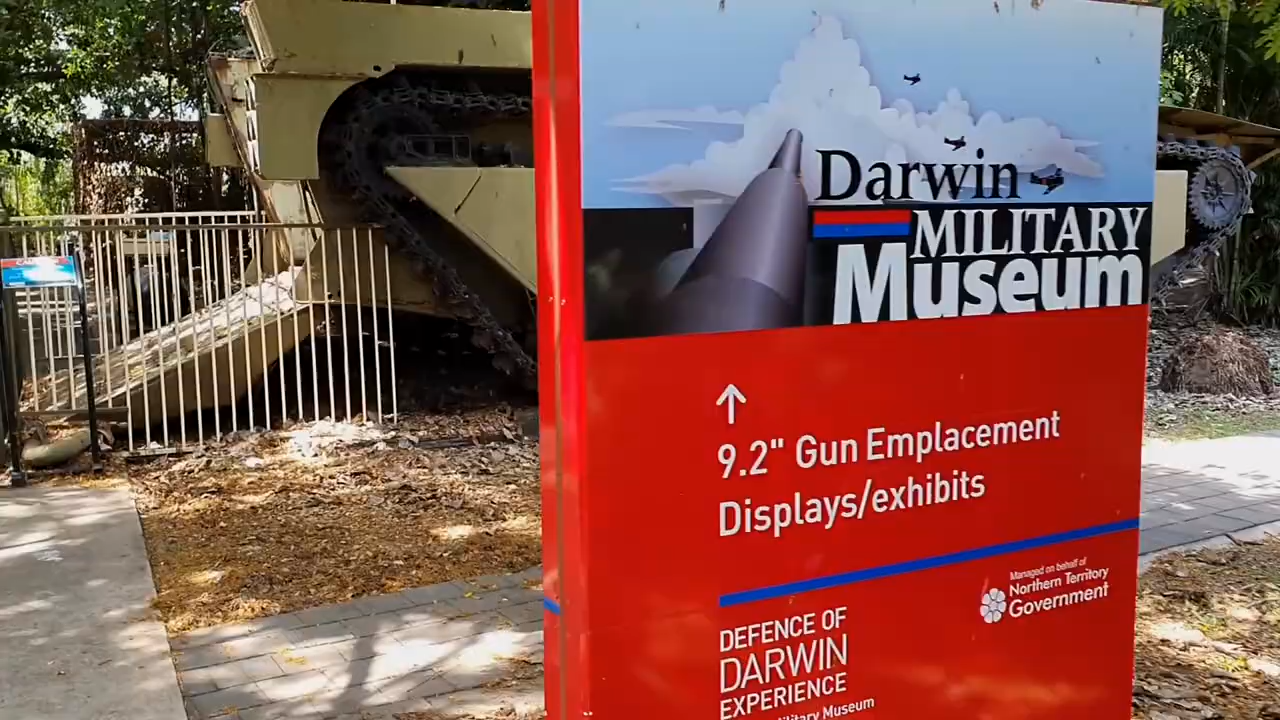 Darwin
MILITARY
Museum
↑
9.2" Gun Emplacement
Displays/exhibits
Managed on behalf of
Northern Territory
Government
DEFENCE OF
DARWIN
EXPERIENCE
Military Museum